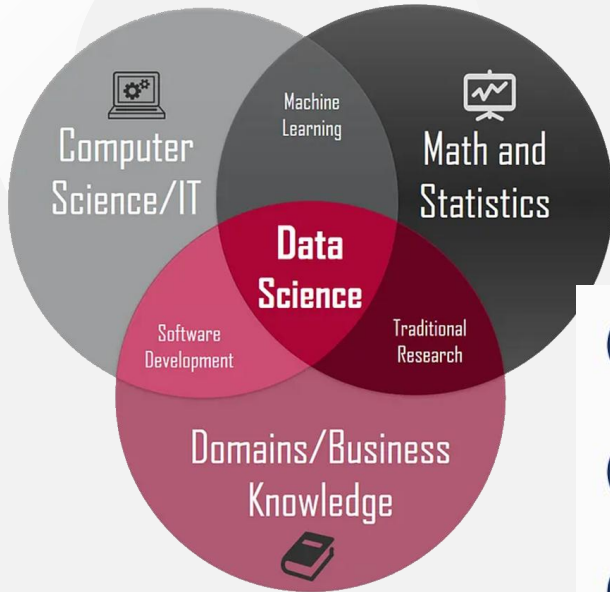 Machine
Learning
Computer
Science/IT
Math and
Statistics
Data
Science
Software
Development
Traditional
Research
Domains/Business
Knowledge